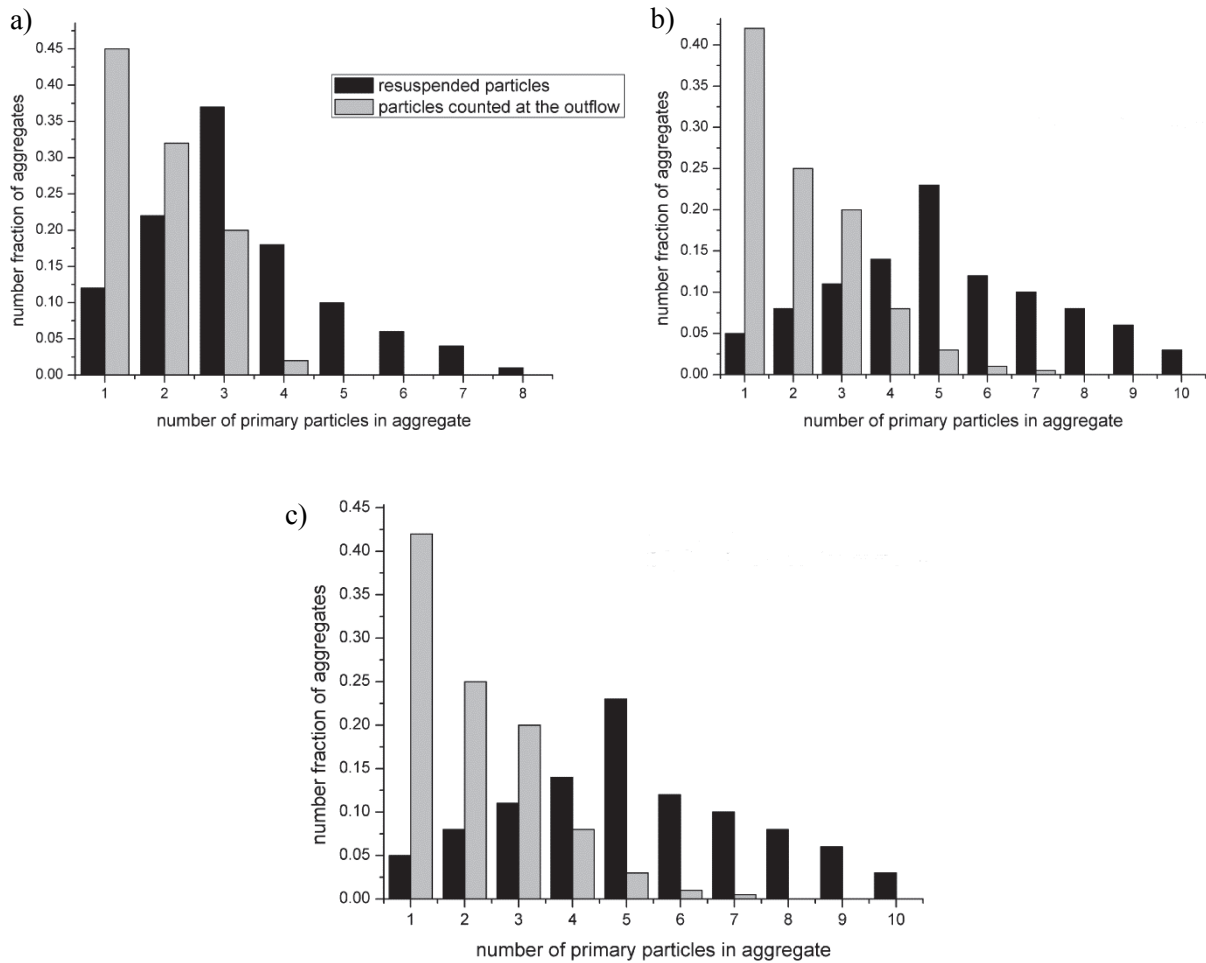 a)
number fraction of aggregates
0.45
0.40
0.35
0.30
0.25
0.20
0.15
0.10
0.05
0.00
1 2 3 4 5 6 7 8
number of primary particles in aggregate
resuspended particles
particles counted at the outflow
b)
number fraction of aggregates
0.40
0.35
0.30
0.25
0.20
0.15
0.10
0.05
0.00
1 2 3 4 5 6 7 8 9 10
number of primary particles in aggregate
c)
number fraction of aggregates
0.45
0.40
0.35
0.30
0.25
0.20
0.15
0.10
0.05
0.00
1 2 3 4 5 6 7 8 9 10
number of primary particles in aggregate